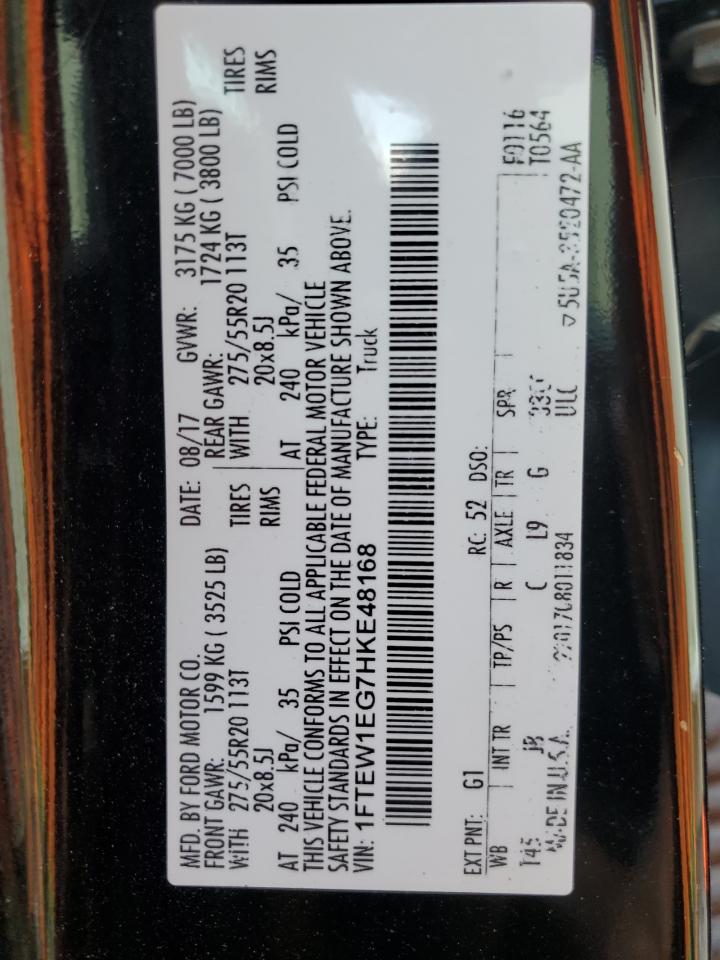 MFD. BY FORD MOTOR CO.
DATE: 08/17 GVWR: 3175 KG ( 7000 LB)
FRONT GAWR: 1599 KG ( 3525 LB)
REAR GAWR: 1724 KG ( 3800 LB)
WITH 275/55R20 113T TIRES
WITH 275/55R20 113T TIRES
20x8.5J RIMS
20x8.5J RIMS
AT 240 kPa/ 35 PSI COLD
AT 240 kPa/ 35 PSI COLD
THIS VEHICLE CONFORMS TO ALL APPLICABLE FEDERAL MOTOR VEHICLE
SAFETY STANDARDS IN EFFECT ON THE DATE OF MANUFACTURE SHOWN ABOVE.
VIN: 1FTEW1EG7HKE48168 TYPE: Truck
EXT PNT: G1 RC: 52 DSO:
F0116
T0564
WB INT TR TP/PS R AXLE TR SPR
145 C L9 G
MADE IN U.S.A. ULC